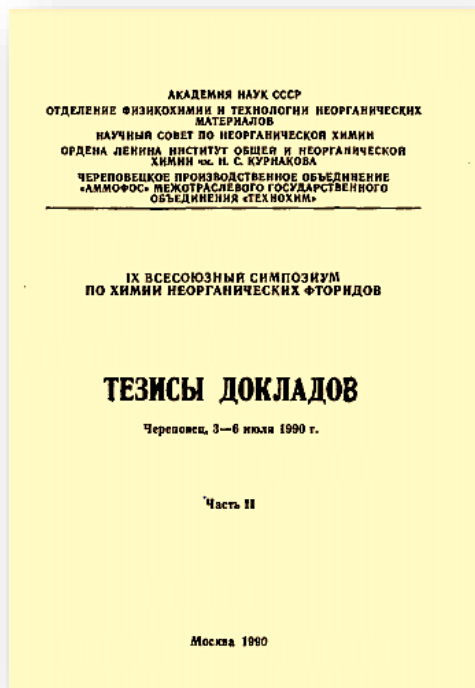 АКАДЕМИЯ НАУК СССР
ОТДЕЛЕНИЕ ФИЗИКОХИМИИ И ТЕХНОЛОГИИ НЕОРГАНИЧЕСКИХ
МАТЕРИАЛОВ
НАУЧНЫЙ СОВЕТ ПО НЕОРГАНИЧЕСКОЙ ХИМИИ
ОРДЕНА ЛЕНИНА ИНСТИТУТ ОБЩЕЙ И НЕОРГАНИЧЕСКОЙ
ХИМИИ им. Н. С. КУРНАКОВА
ЧЕРЕПОВЕЦКОЕ ПРОИЗВОДСТВЕННОЕ ОБЪЕДИНЕНИЕ
«АММОФОС» МЕЖОТРАСЛЕВОГО ГОСУДАРСТВЕННОГО
ОБЪЕДИНЕНИЯ «ТЕХНОХИМ»
IX ВСЕСОЮЗНЫЙ СИМПОЗИУМ
ПО ХИМИИ НЕОРГАНИЧЕСКИХ ФТОРИДОВ
ТЕЗИСЫ ДОКЛАДОВ
Череповец, 3—6 июля 1990 г.
Часть II
Москва 1990